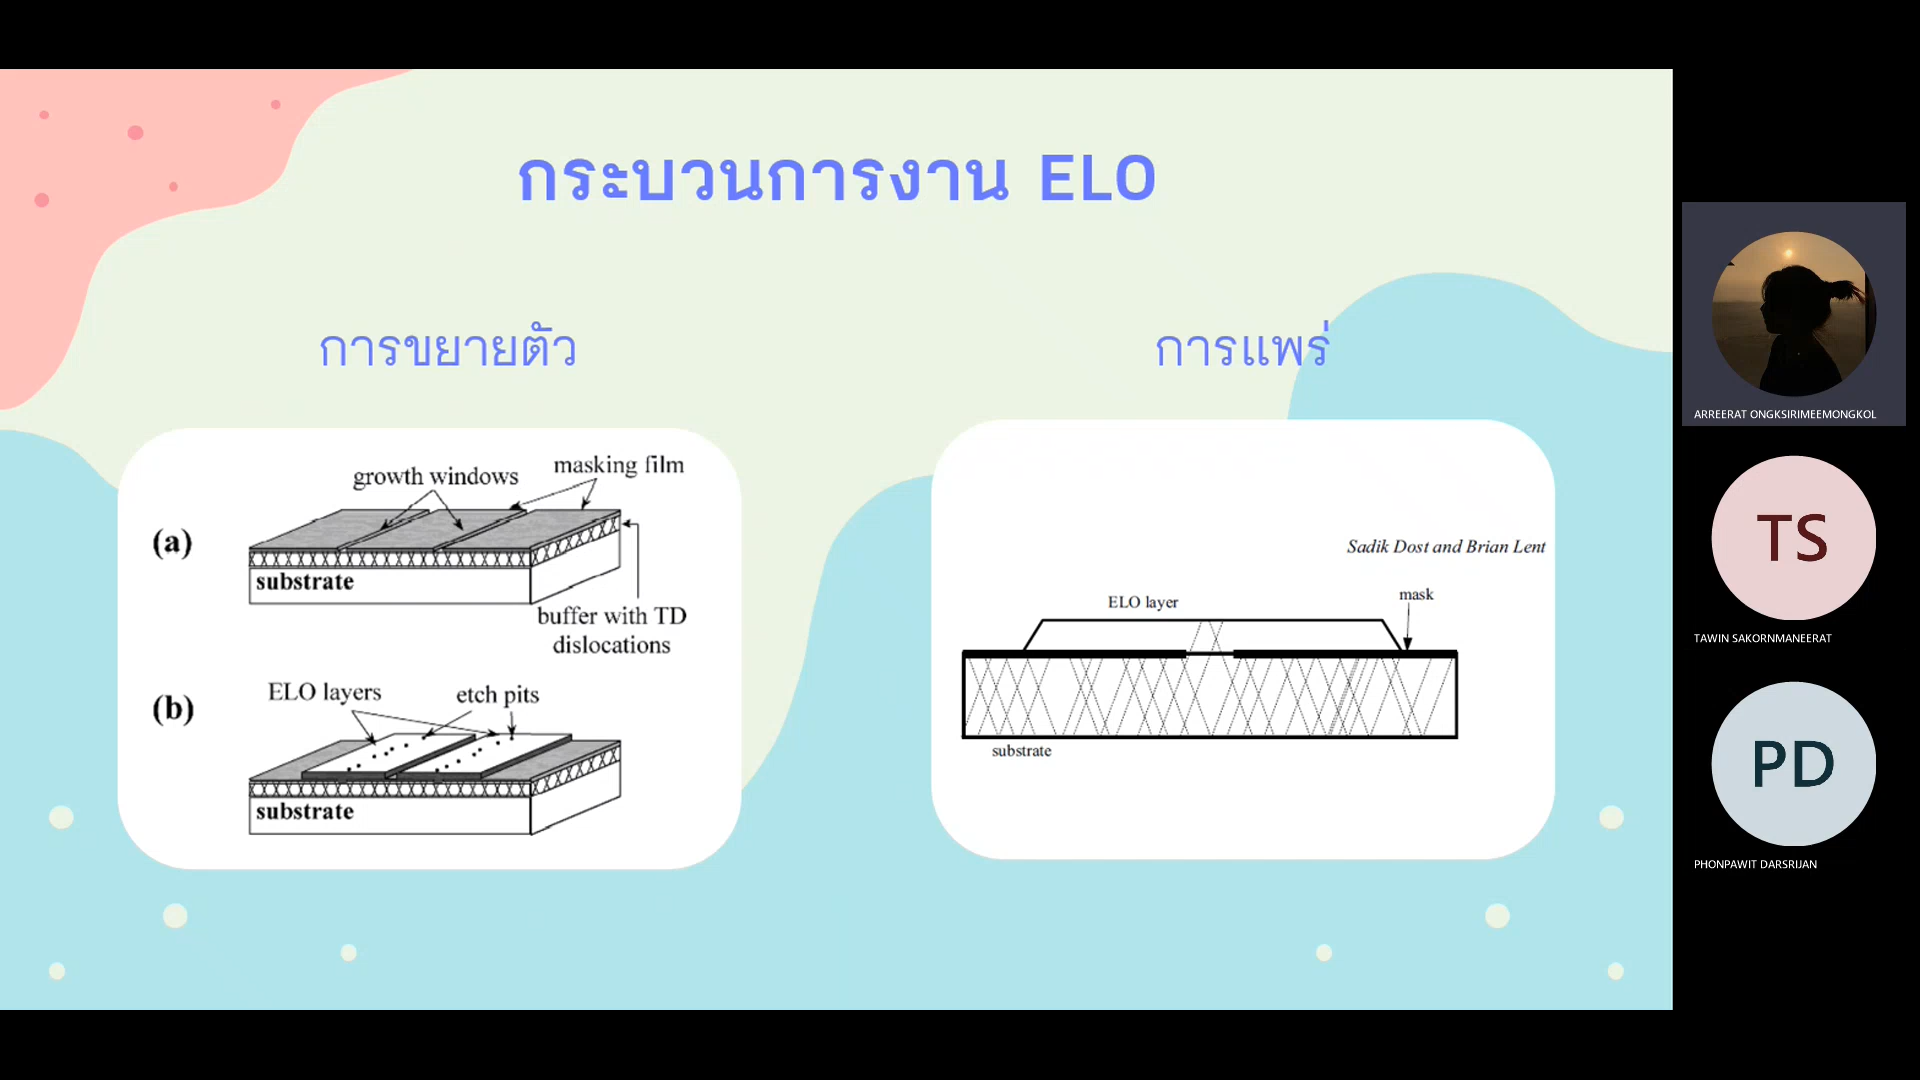 กระบวนการงาน ELO
การขยายตัว
growth windows
masking film
(a)
substrate
buffer with TD
dislocations
(b)
ELO layers
etch pits
substrate
การแพร่
Sadik Dost and Brian Lent
ELO layer
mask
substrate
ARREERAT ONGKSIRIMEEMONGKOL
TS
TAWIN SAKORNMANEERAT
PD
PHONPAWIT DARSRIJAN